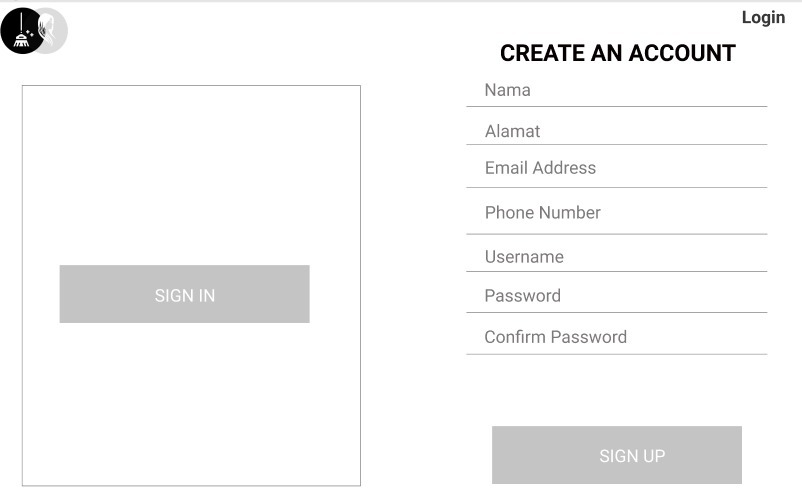 Login
CREATE AN ACCOUNT
Nama
Alamat
Email Address
Phone Number
Username
SIGN IN
Password
Confirm Password
SIGN UP